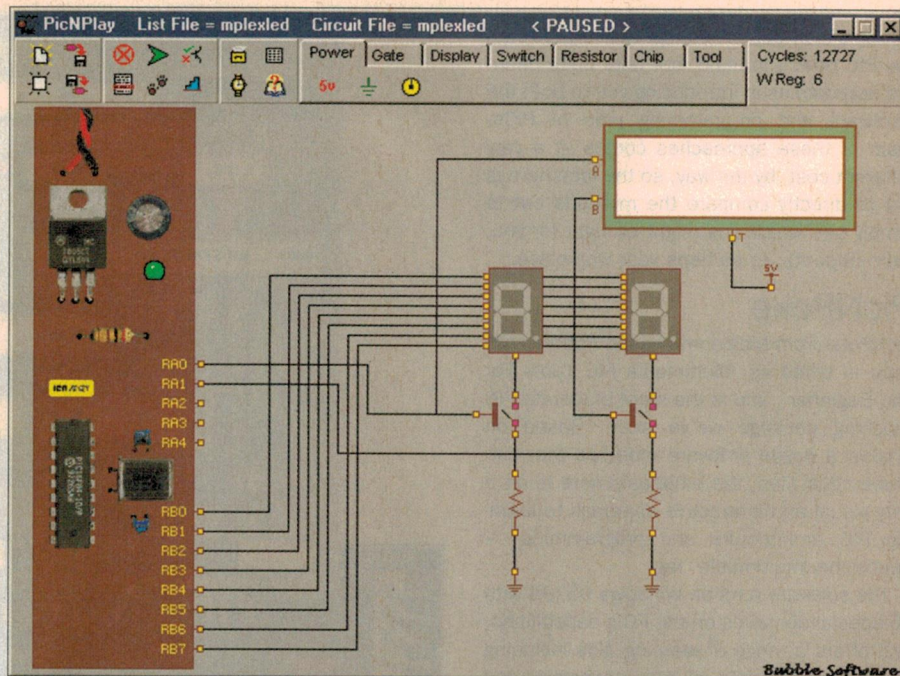 PicNPlay List File = mplexled Circuit File = mplexled < PAUSED >
Power Gate Display Switch Resistor Chip Tool
Cycles: 12727
W Reg: 6
5v
A
B
T
5V
RA0
RA1
RA2
RA3
RA4
RB0
RB1
RB2
RB3
RB4
RB5
RB6
RB7
Bubble Software